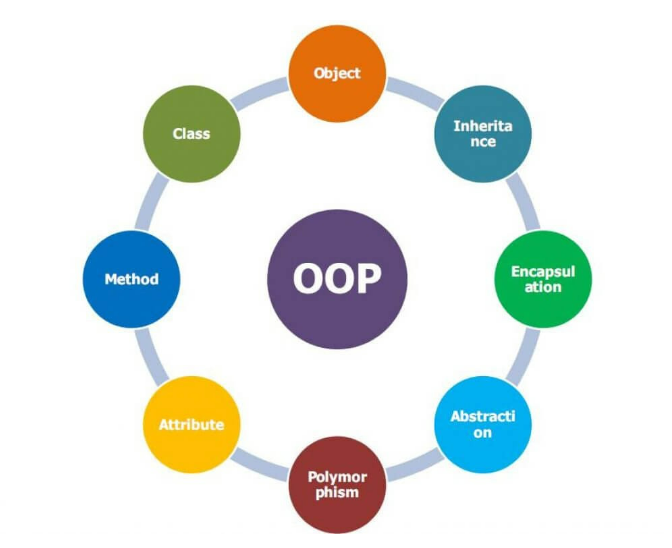 Object
Inherita
nce
Encapsul
ation
Abstracti
on
Polymor
phism
Attribute
Method
Class
OOP